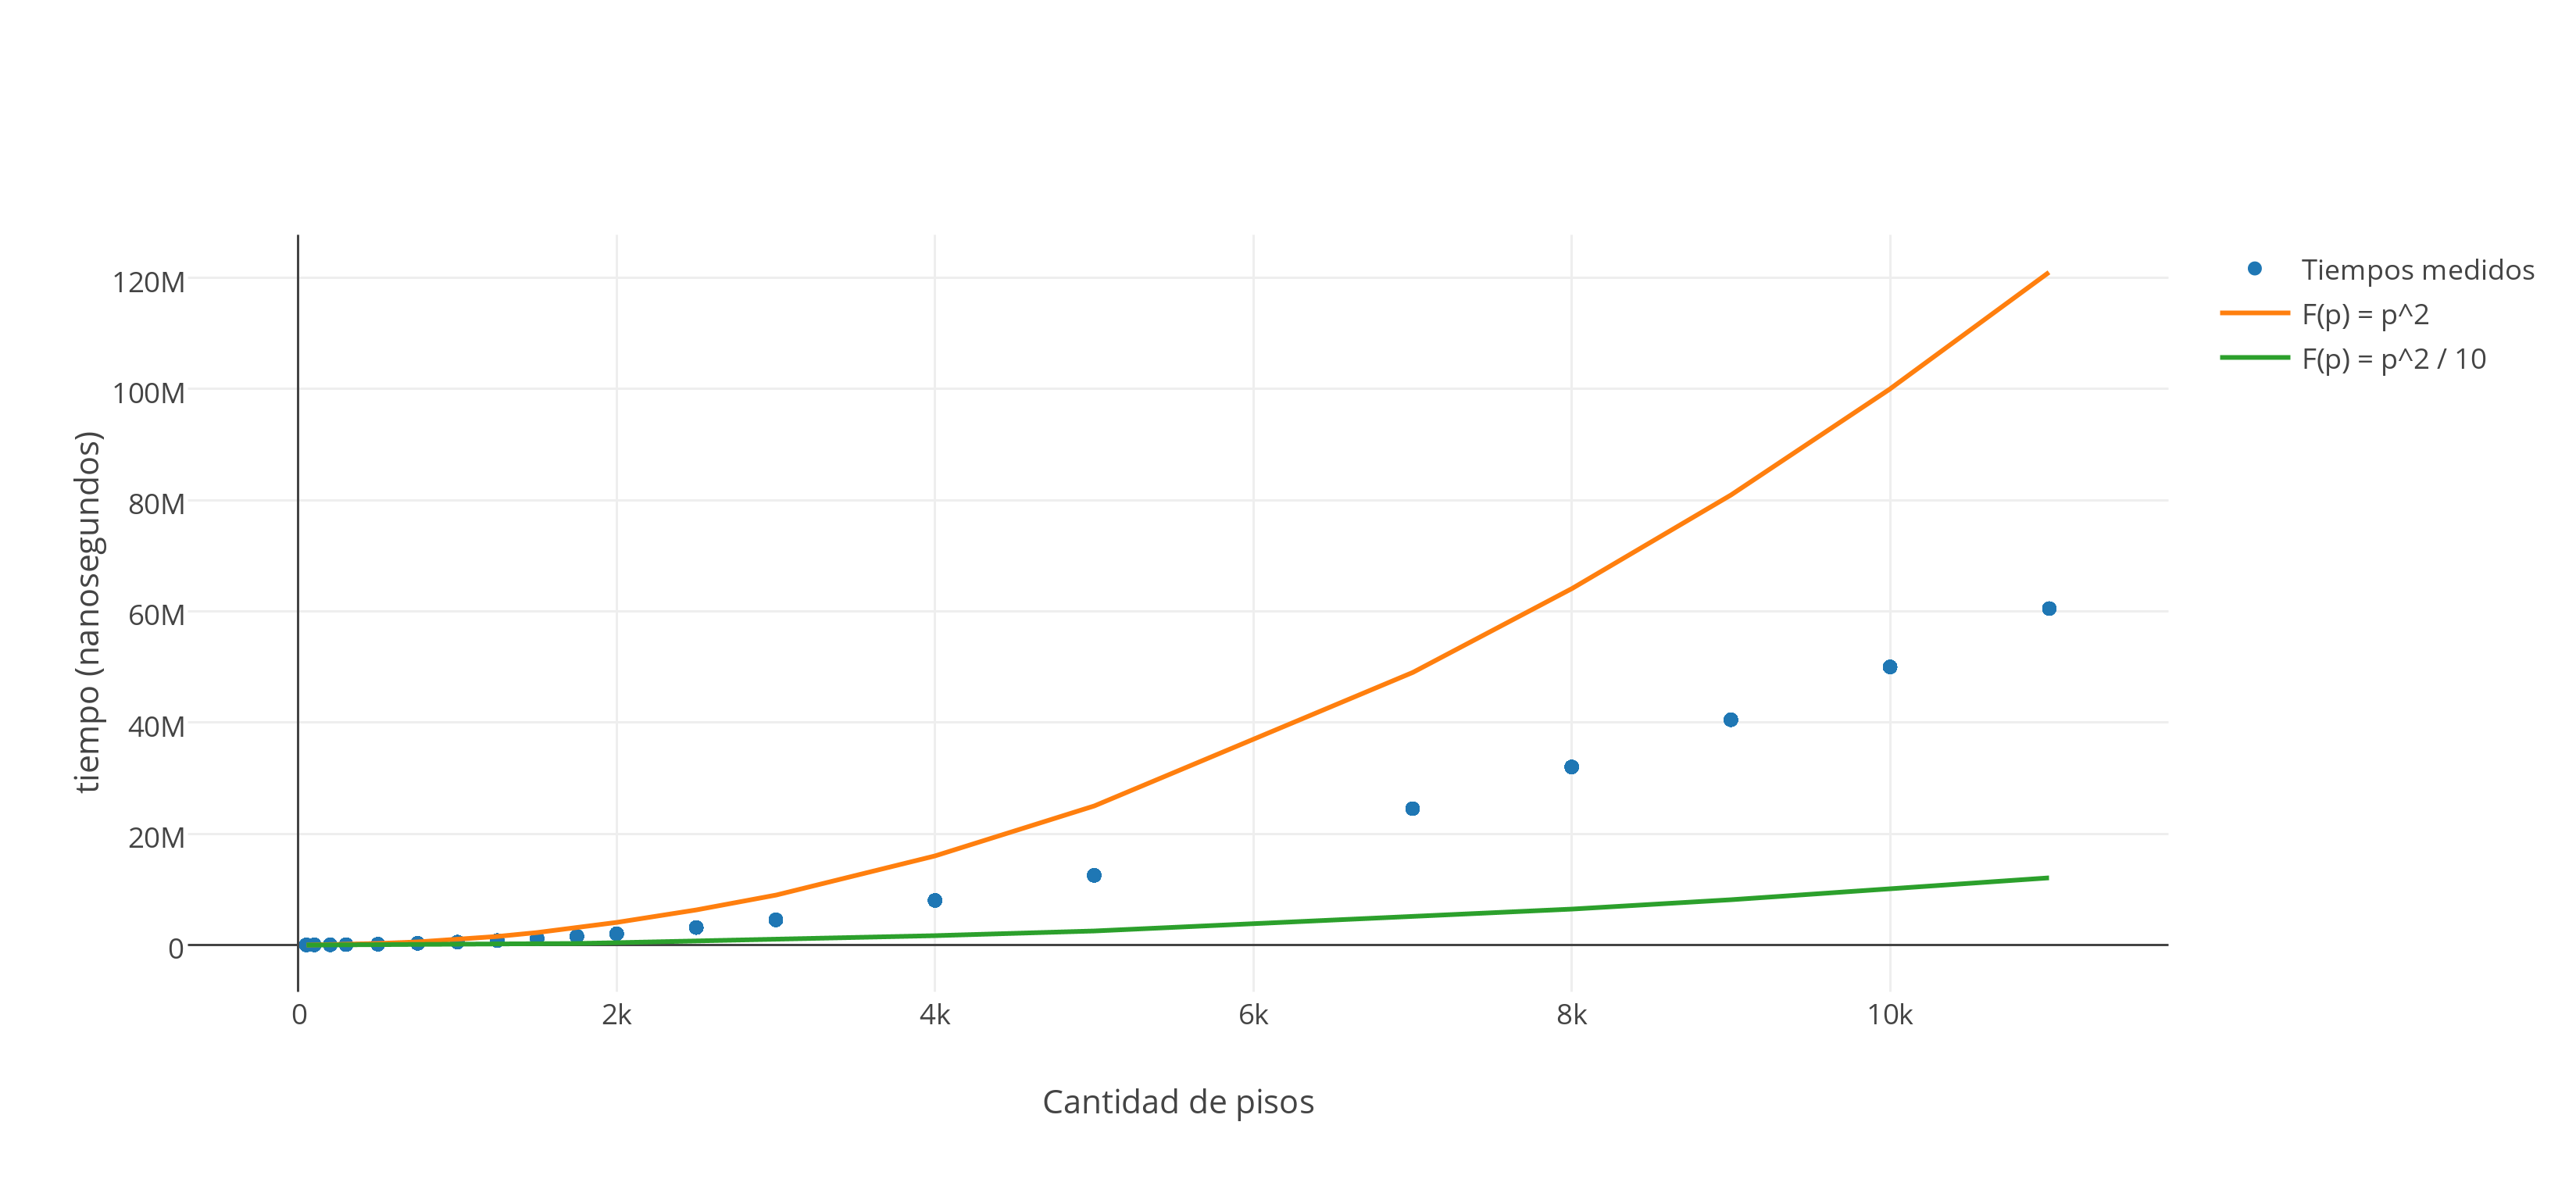 120M
100M
80M
60M
40M
20M
0
tiempo (nanosegundos)
0
2k
4k
6k
8k
10k
Cantidad de pisos
Tiempos medidos
F(p) = p^2
F(p) = p^2 / 10